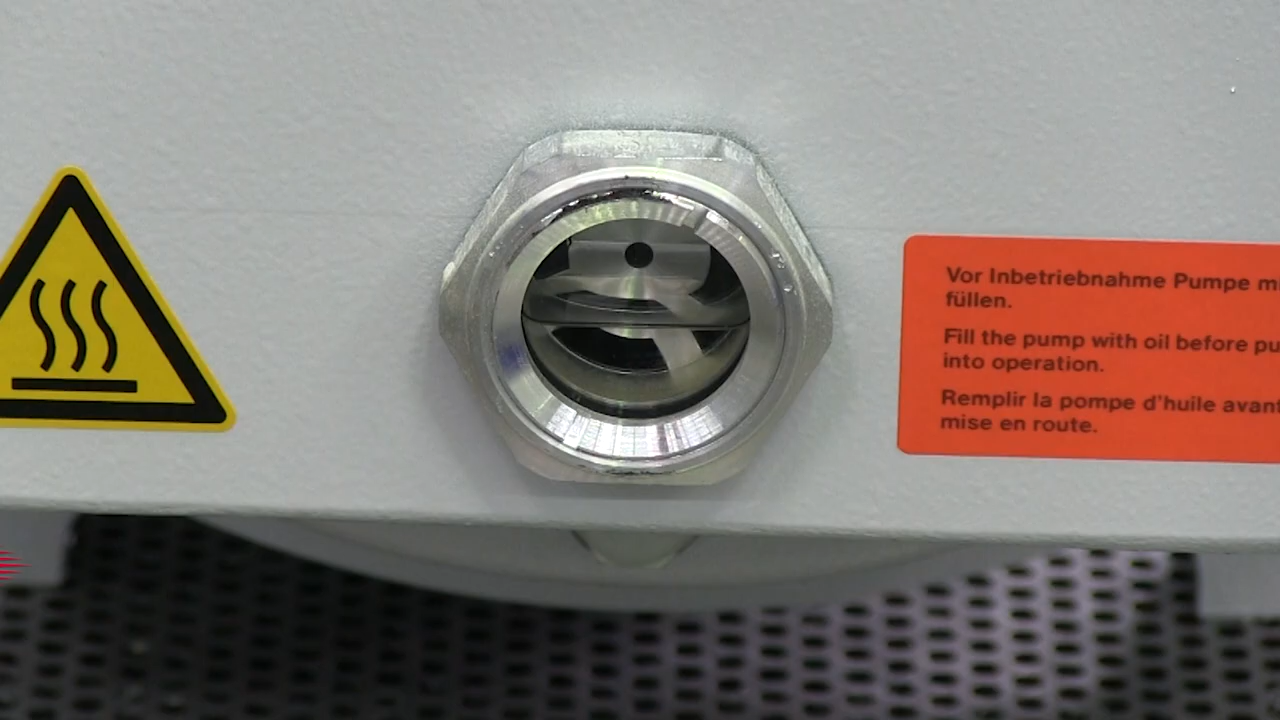 Vor Inbetriebnahme Pumpe
füllen.
Fill the pump with oil before
into operation.
Remplir la pompe d'huile avant
mise en route.